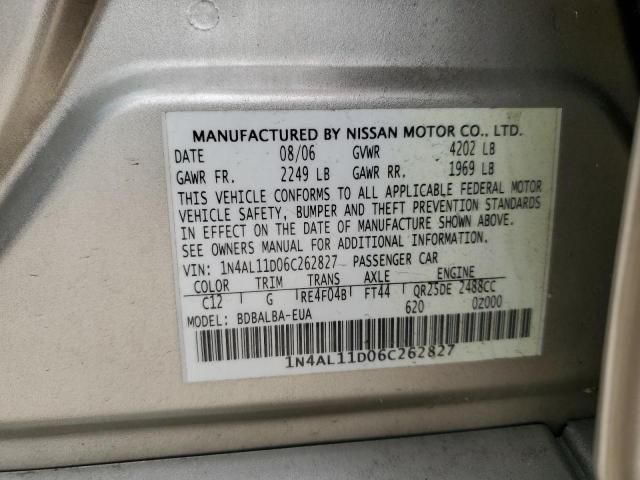 MANUFACTURED BY NISSAN MOTOR CO., LTD.
DATE 08/06 GVWR 4202 LB
GAWR FR. 2249 LB GAWR RR. 1969 LB
THIS VEHICLE CONFORMS TO ALL APPLICABLE FEDERAL MOTOR
VEHICLE SAFETY, BUMPER AND THEFT PREVENTION STANDARDS
IN EFFECT ON THE DATE OF MANUFACTURE SHOWN ABOVE.
SEE OWNERS MANUAL FOR ADDITIONAL INFORMATION.
VIN: 1N4AL11D06C262827 PASSENGER CAR
COLOR TRIM TRANS AXLE ENGINE
C12 G RE4F04B FT44 QR25DE 2488CC
MODEL: BDBALBA-EUA 620 0Z000
1N4AL11D06C262827